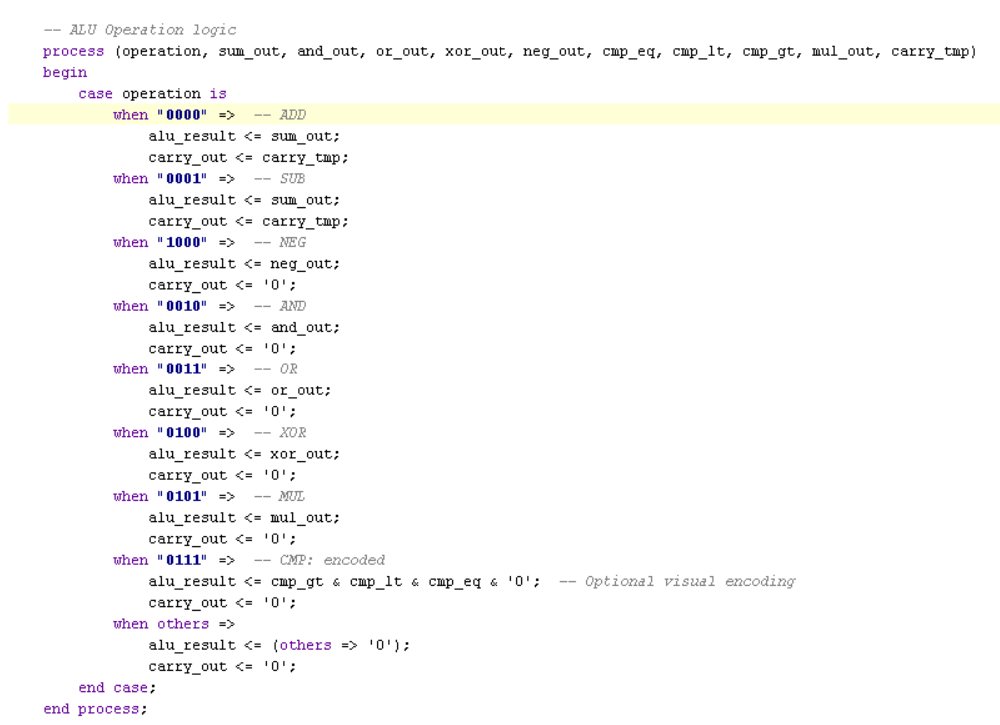 -- ALU Operation logic
process (operation, sum_out, and_out, or_out, xor_out, neg_out, cmp_eq, cmp_lt, cmp_gt, mul_out, carry_tmp)
begin
    case operation is
        when "0000" =>  -- ADD
            alu_result <= sum_out;
            carry_out <= carry_tmp;
        when "0001" =>  -- SUB
            alu_result <= sum_out;
            carry_out <= carry_tmp;
        when "1000" =>  -- NEG
            alu_result <= neg_out;
            carry_out <= '0';
        when "0010" =>  -- AND
            alu_result <= and_out;
            carry_out <= '0';
        when "0011" =>  -- OR
            alu_result <= or_out;
            carry_out <= '0';
        when "0100" =>  -- XOR
            alu_result <= xor_out;
            carry_out <= '0';
        when "0101" =>  -- MUL
            alu_result <= mul_out;
            carry_out <= '0';
        when "0111" =>  -- CMP: encoded
            alu_result <= cmp_gt & cmp_lt & cmp_eq & '0';  -- Optional visual encoding
            carry_out <= '0';
        when others =>
            alu_result <= (others => '0');
            carry_out <= '0';
    end case;
end process;